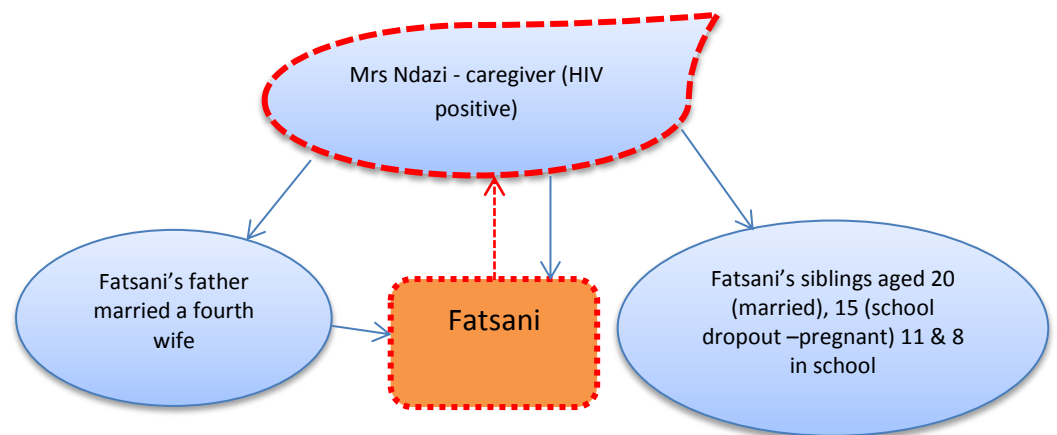 Mrs Ndazi - caregiver (HIV
positive)
Fatsani’s father
married a fourth
wife
Fatsani
Fatsani’s siblings aged 20
(married), 15 (school
dropout –pregnant) 11 & 8
in school